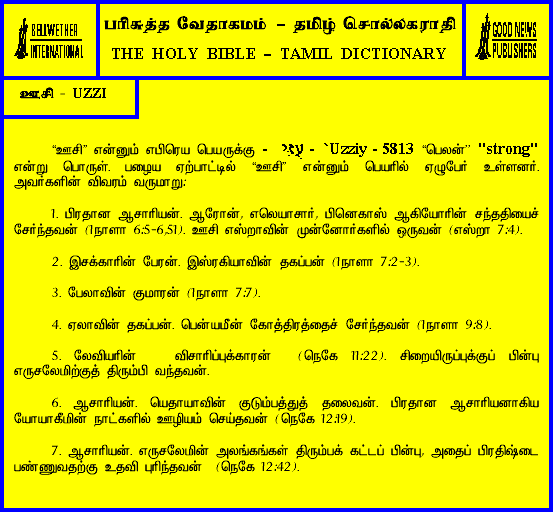 BELLWETHER
INTERNATIONAL
பரிசுத்த வேதாகமம் – தமிழ் சொல்லகராதி
THE HOLY BIBLE – TAMIL DICTIONARY
GOOD NEWS
PUBLISHERS
ஊசி – UZZI
“ஊசி” என்னும் எபிரெய பெயருக்கு - עֻזִּי - `Uzziy - 5813 “பெலன்” "strong"
என்று பொருள். பழைய ஏற்பாட்டில் “ஊசி” என்னும் பெயரில் ஏழுபேர் உள்ளனர்.
அவர்களின் விவரம் வருமாறு:
1. பிரதான ஆசாரியன். ஆரோன், எலெயாசார், பினெகாஸ் ஆகியோரின் சந்ததியைச்
சேர்ந்தவன் (1நாளா 6:5-6,51). ஊசி எஸ்றாவின் முன்னோர்களில் ஒருவன் (எஸ்றா 7:4).
2. இசக்காரின் பேரன். இஸ்ரகியாவின் தகப்பன் (1நாளா 7:2-3).
3. பேலாவின் குமாரன் (1நாளா 7:7).
4. ஏலாவின் தகப்பன். பென்யமீன் கோத்திரத்தைச் சேர்ந்தவன் (1நாளா 9:8).
5. லேவியரின் விசாரிப்புக்காரன் (நெகே 11:22). சிறையிருப்புக்குப் பின்பு
எருசலேமிற்குத் திரும்பி வந்தவன்.
6. ஆசாரியன். யெதாயாவின் குடும்பத்துத் தலைவன். பிரதான ஆசாரியனாகிய
யோயாகீமின் நாட்களில் ஊழியம் செய்தவன் (நெகே 12:19).
7. ஆசாரியன். எருசலேமின் அலங்கங்கள் திரும்பக் கட்டப் பின்பு, அதைப் பிரதிஷ்டை
பண்ணுவதற்கு உதவி புரிந்தவன் (நெகே 12:42).